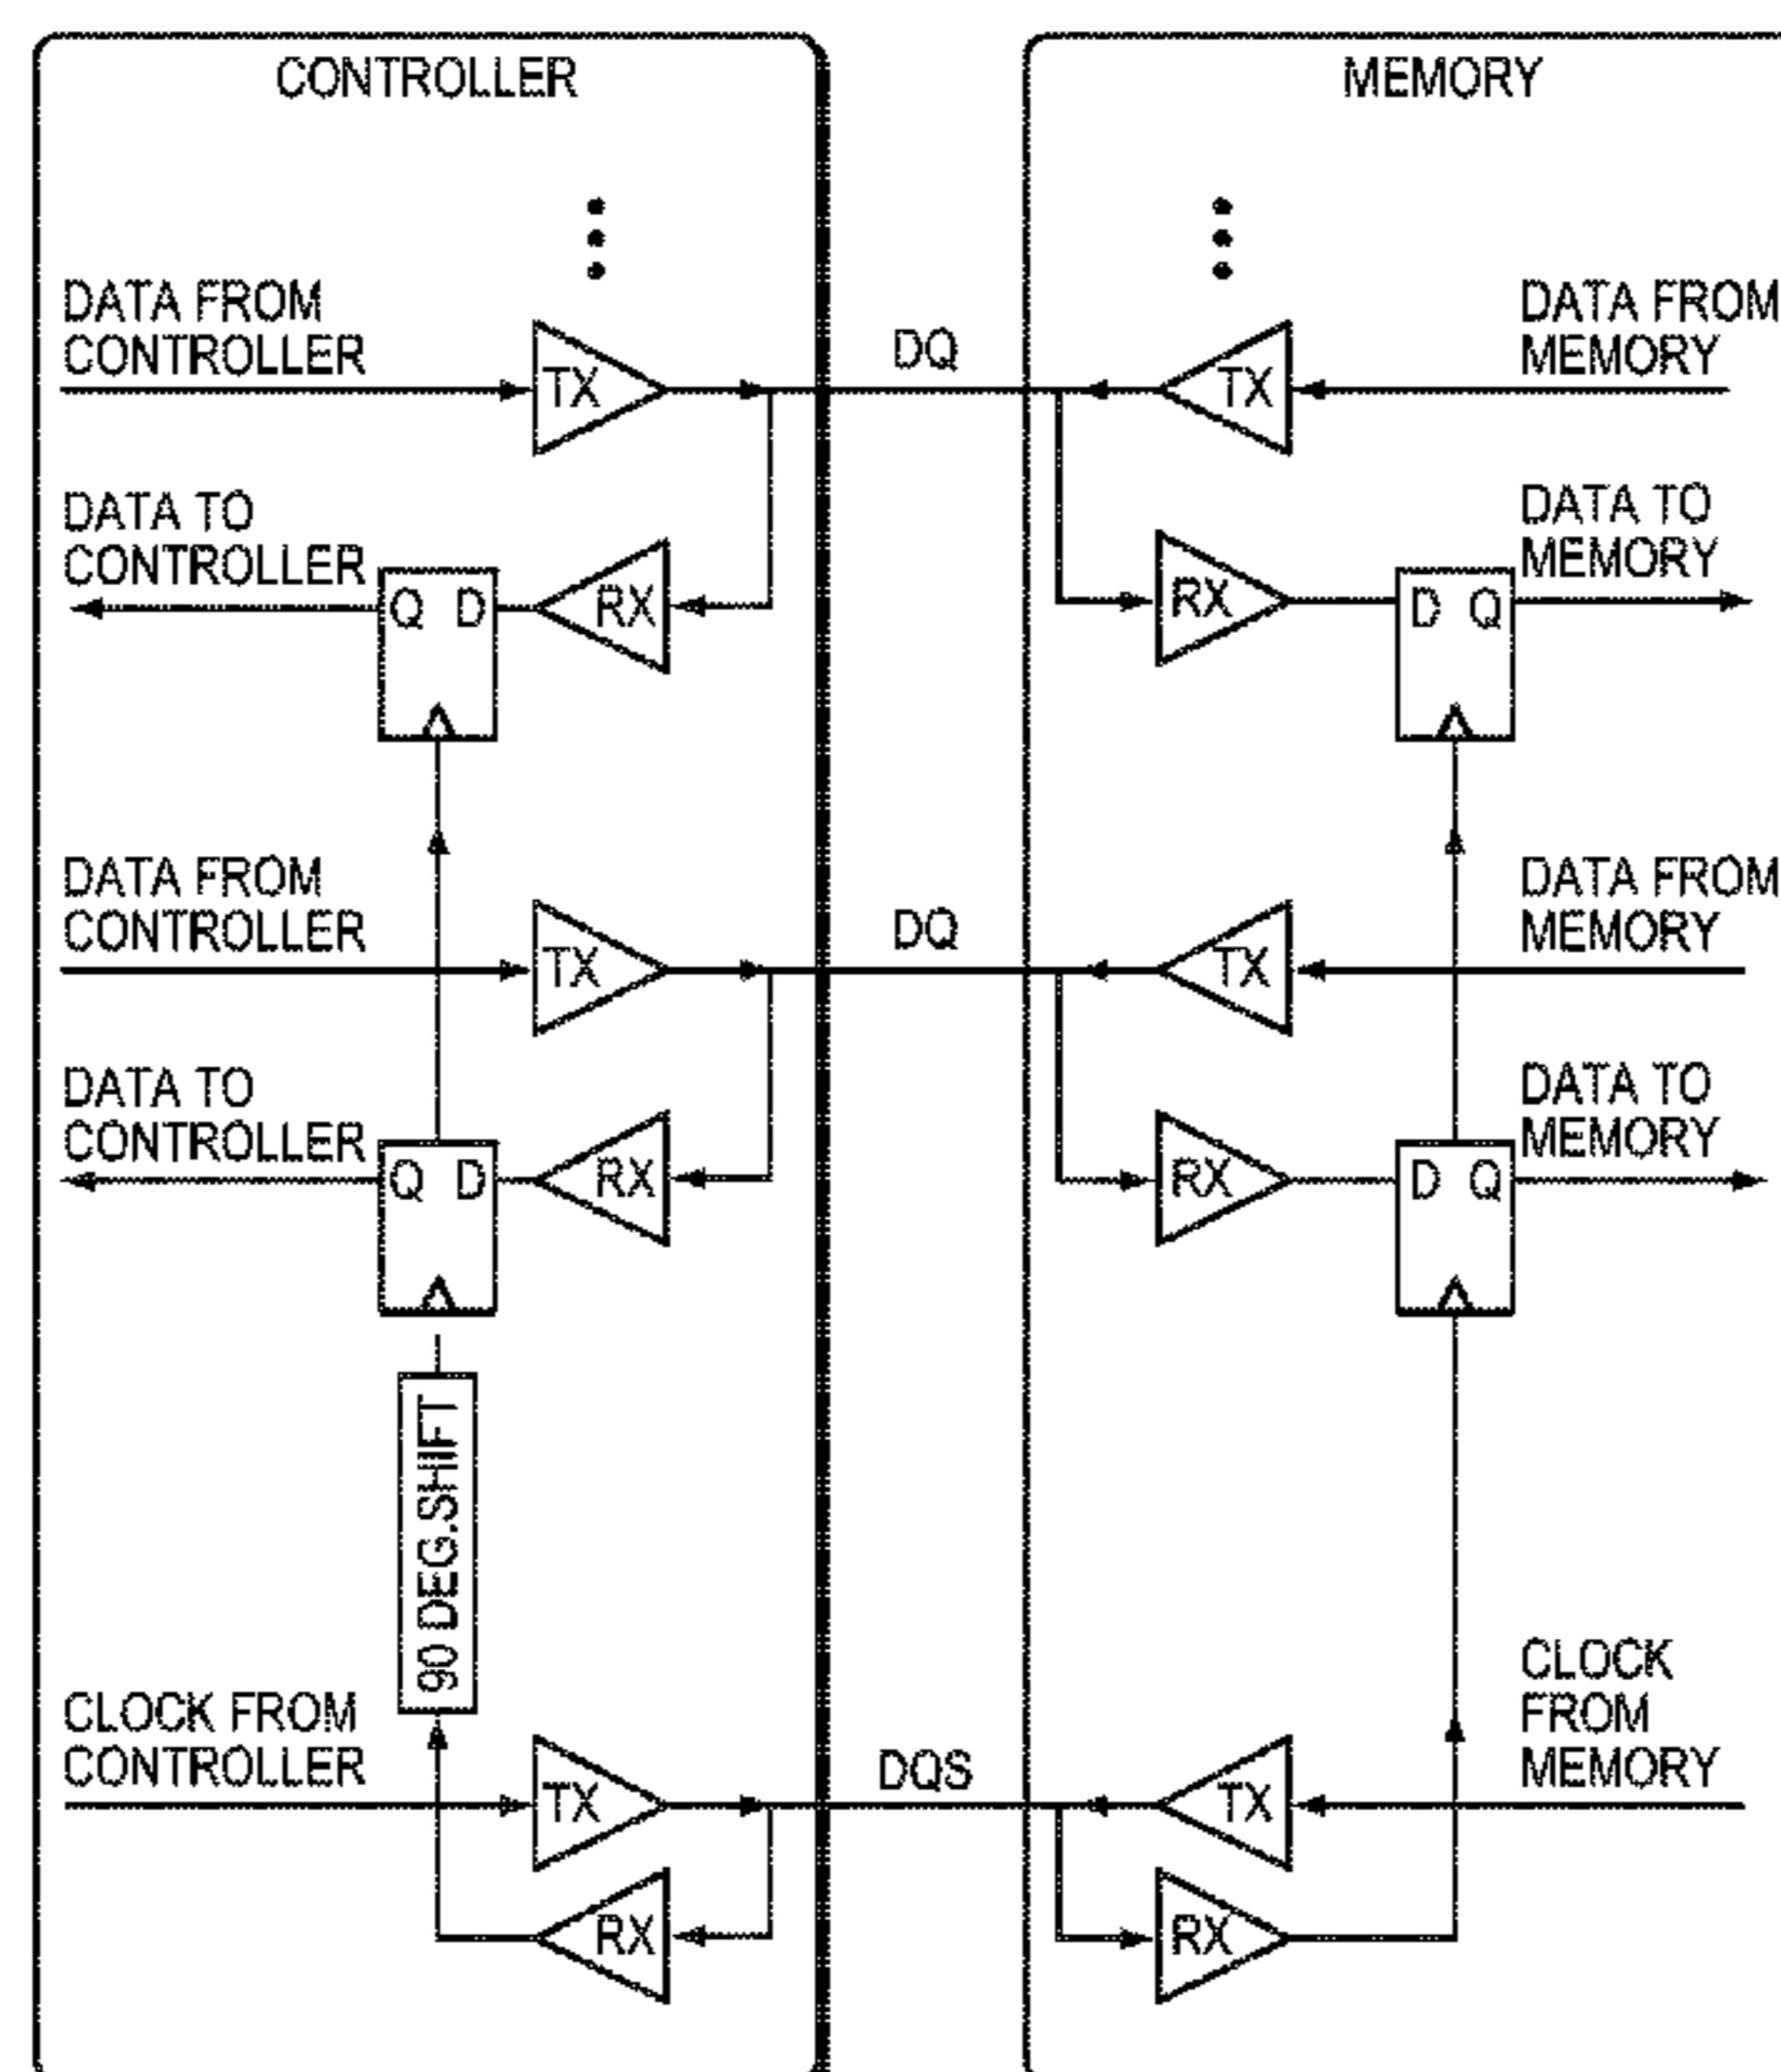 CONTROLLER
MEMORY
DATA FROM
CONTROLLER
DQ
DATA FROM
MEMORY
TX
TX
DATA TO
CONTROLLER
DATA TO
MEMORY
Q D
RX
RX
D Q
DATA FROM
CONTROLLER
DQ
DATA FROM
MEMORY
TX
TX
DATA TO
CONTROLLER
DATA TO
MEMORY
Q D
RX
RX
D Q
90 DEG.SHIFT
CLOCK FROM
CONTROLLER
DQS
CLOCK
FROM
MEMORY
TX
TX
RX
RX